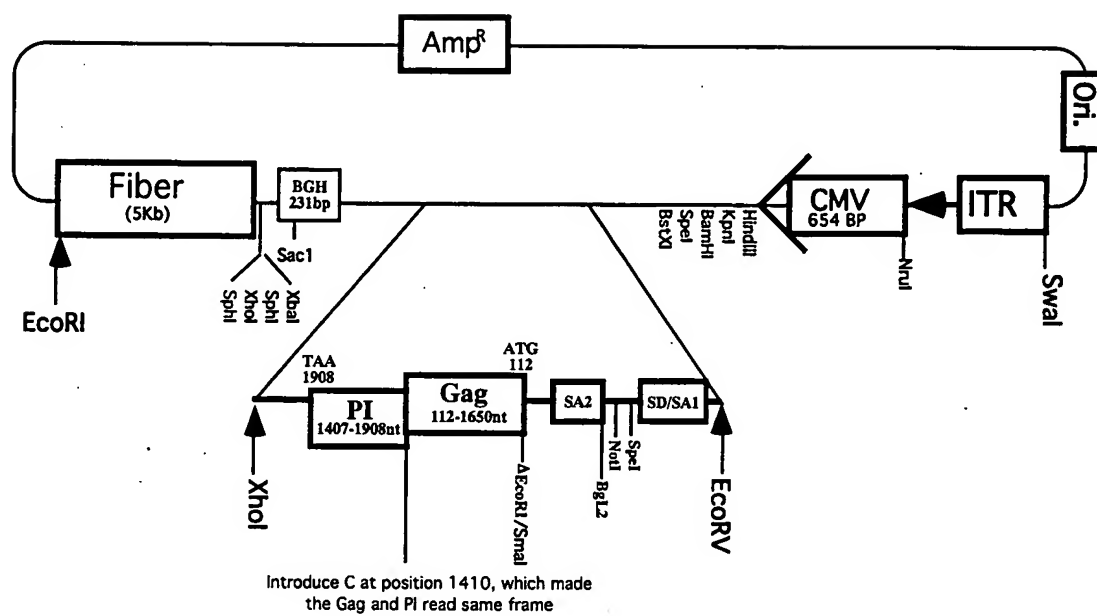 Amp^R
Ori.
Fiber
(5Kb)
BGH
231bp
CMV
654 BP
ITR
Sac1
SphI
XhoI
SphI
XbaI
BstXI
SpeI
BamHI
KpnI
HindIII
NruI
SwaI
EcoRI
TAA
1908
ATG
112
PI
1407-1908nt
Gag
112-1650nt
SA2
SD/SA1
XhoI
ΔEcoRI/SmaI
BgL2
NotI
SpeI
EcoRV
Introduce C at position 1410, which made
the Gag and PI read same frame